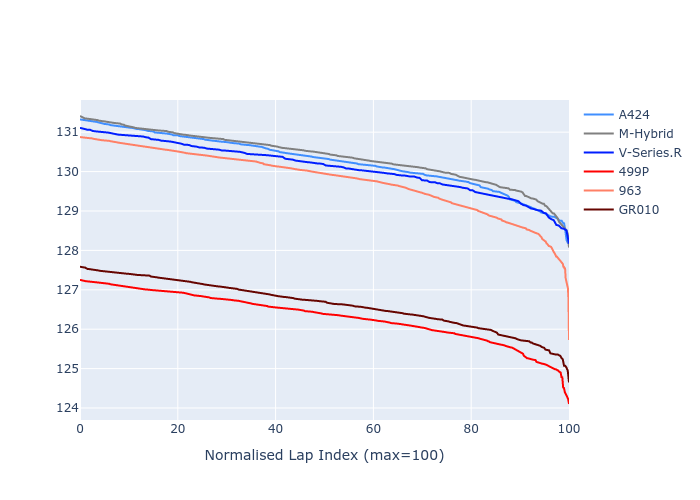 131
130
129
128
127
126
125
124
0 20 40 60 80 100
Normalised Lap Index (max=100)
A424
M-Hybrid
V-Series.R
499P
963
GR010